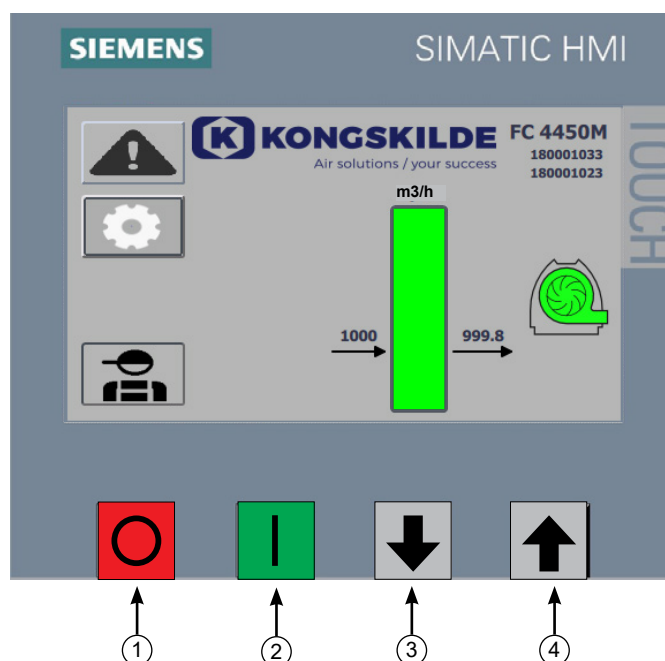 SIEMENS
SIMATIC HMI
TOUCH
K KONGSKILDE
Air solutions / your success
FC 4450M
180001033
180001023
m3/h
1000
999.8
1
2
3
4